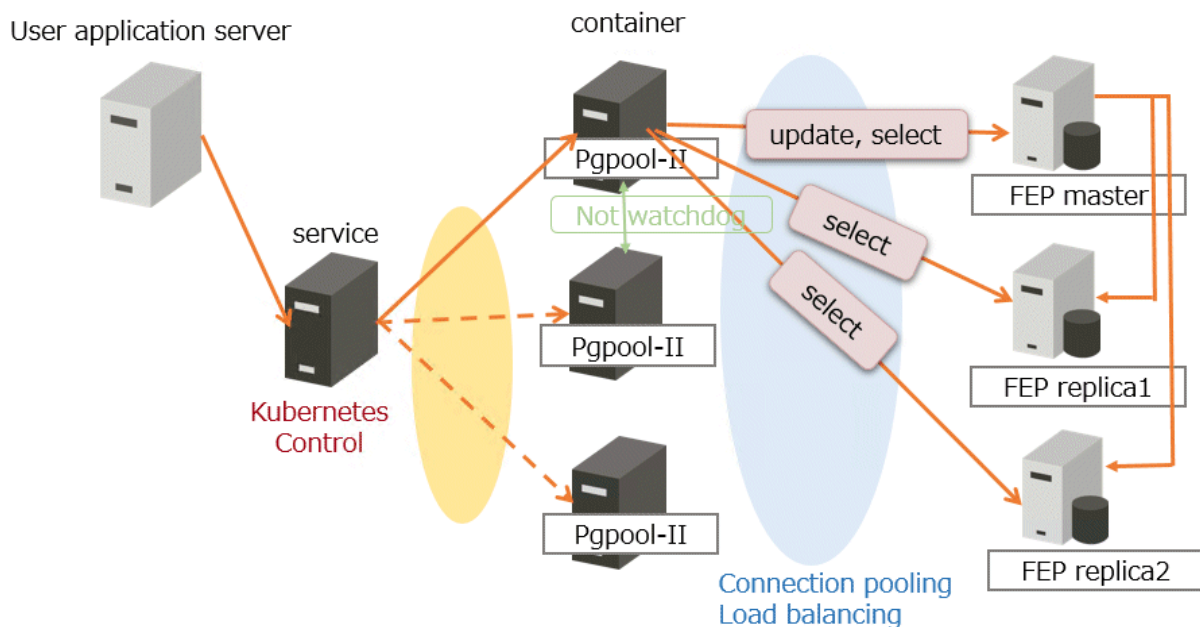 User application server
container
Pgpool-II
update, select
FEP master
Not watchdog
select
service
select
Pgpool-II
FEP replica1
Kubernetes
Control
Pgpool-II
FEP replica2
Connection pooling
Load balancing